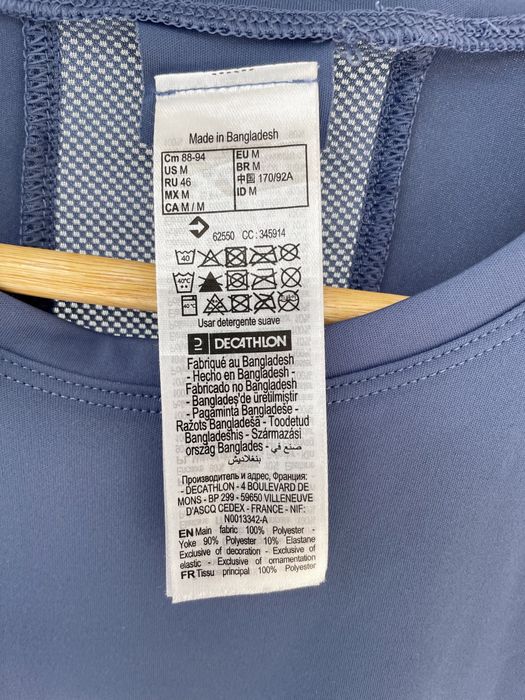 Made in Bangladesh
Cm 88-94
US M
RU 46
MX M
CA M / M
EU M
BR M
中国 170/92A
ID M
62550 CC : 345914
40
40°C
40°C
Usar detergente suave
DECATHLON
Fabriqué au Bangladesh
- Hecho en Bangladesh -
Fabricado no Bangladesh
- Banglades'de üretilmiştir
- Pagaminta Bangladeše -
Ražots Bangladešā - Toodetud
Bangladeshis - Származási
ország Banglades - صنع في
بنغلاديش
Производитель и адрес, Франция:
- DECATHLON - 4 BOULEVARD DE
MONS - BP 299 - 59650 VILLENEUVE
D'ASCQ CEDEX - FRANCE - NIF:
N0013342-A
EN Main fabric 100% Polyester -
Yoke 90% Polyester 10% Elastane
Exclusive of decoration - Exclusive of
elastic - Exclusive of ornamentation
FR Tissu principal 100% Polyester